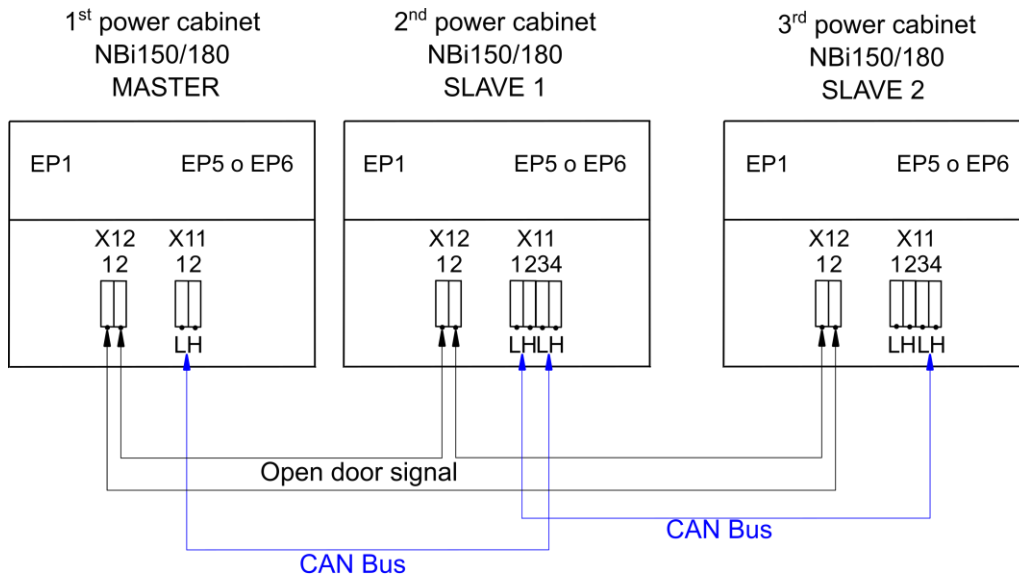 1st power cabinet
NBi150/180
MASTER
2nd power cabinet
NBi150/180
SLAVE 1
3rd power cabinet
NBi150/180
SLAVE 2
EP1 EP5 o EP6
EP1 EP5 o EP6
EP1 EP5 o EP6
X12 X11
12 12
LH
X12 X11
12 1234
LHLH
X12 X11
12 1234
LHLH
Open door signal
CAN Bus
CAN Bus